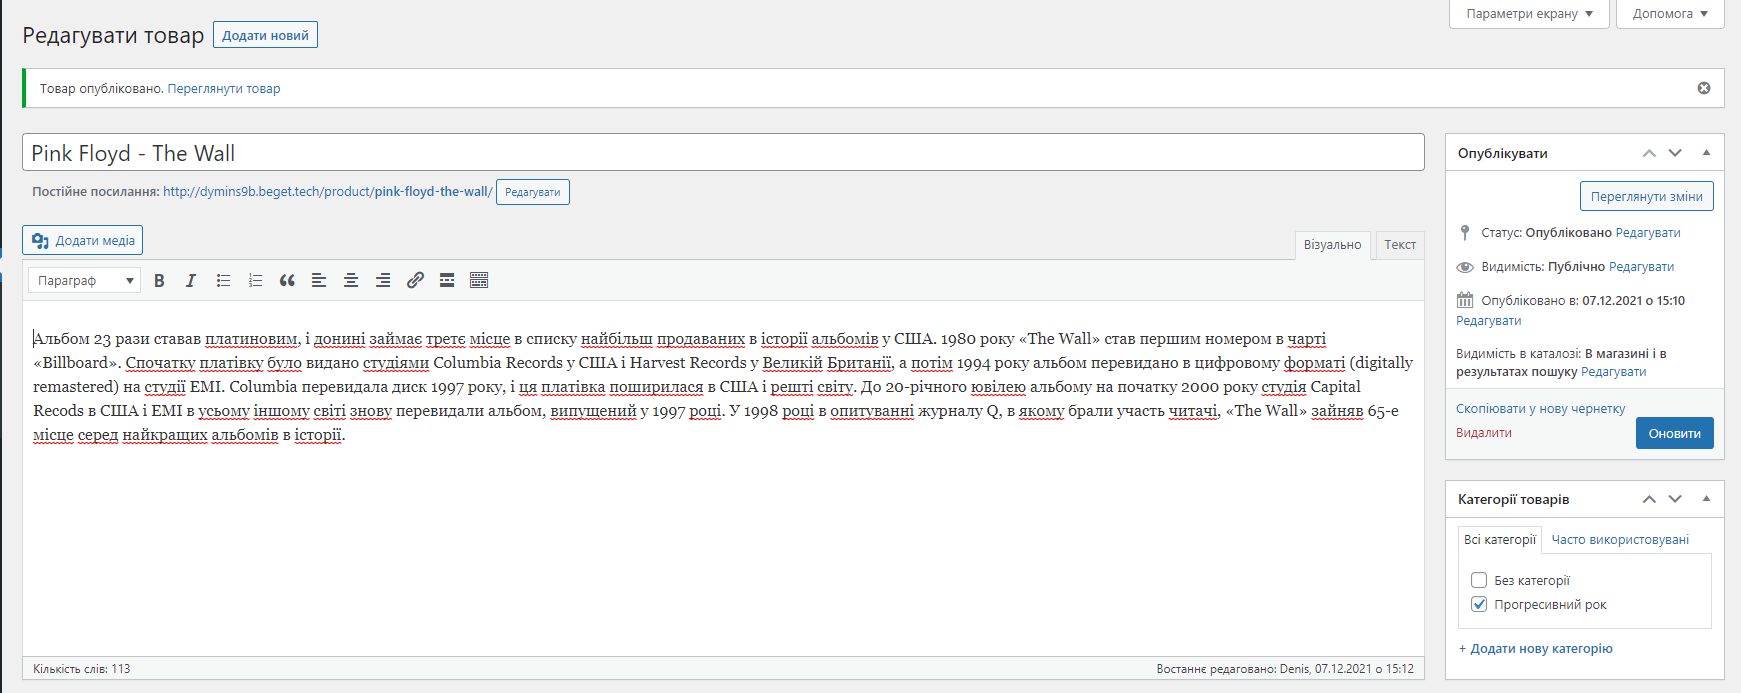 Параметри екрану
Допомога
Редагувати товар
Додати новий
Товар опубліковано. Переглянути товар
Pink Floyd - The Wall
Постійне посилання: http://dymins9b.beget.tech/product/pink-floyd-the-wall/
Редагувати
Додати медіа
Візуально
Текст
Параграф
Альбом 23 рази ставав платиновим, і донині займає третє місце в списку найбільш продаваних в історії альбомів у США. 1980 року «The Wall» став першим номером в чарті
«Billboard». Спочатку платівку було видано студіями Columbia Records у США і Harvest Records у Великій Британії, а потім 1994 року альбом перевидано в цифровому форматі (digitally
remastered) на студії EMI. Columbia перевидала диск 1997 року, і ця платівка поширилася в США і решті світу. До 20-річного ювілею альбому на початку 2000 року студія Capital
Recods в США і EMI в усьому іншому світі знову перевидали альбом, випущений у 1997 році. У 1998 році в опитуванні журналу Q, в якому брали участь читачі, «The Wall» зайняв 65-е
місце серед найкращих альбомів в історії.
Кількість слів: 113
Востаннє редаговано: Denis, 07.12.2021 о 15:12
Опублікувати
Переглянути зміни
Статус: Опубліковано Редагувати
Видимість: Публічно Редагувати
Опубліковано в: 07.12.2021 о 15:10
Редагувати
Видимість в каталозі: В магазині і в
результатах пошуку Редагувати
Скопіювати у нову чернетку
Видалити
Оновити
Категорії товарів
Всі категорії
Часто використовувані
Без категорії
Прогресивний рок
+ Додати нову категорію